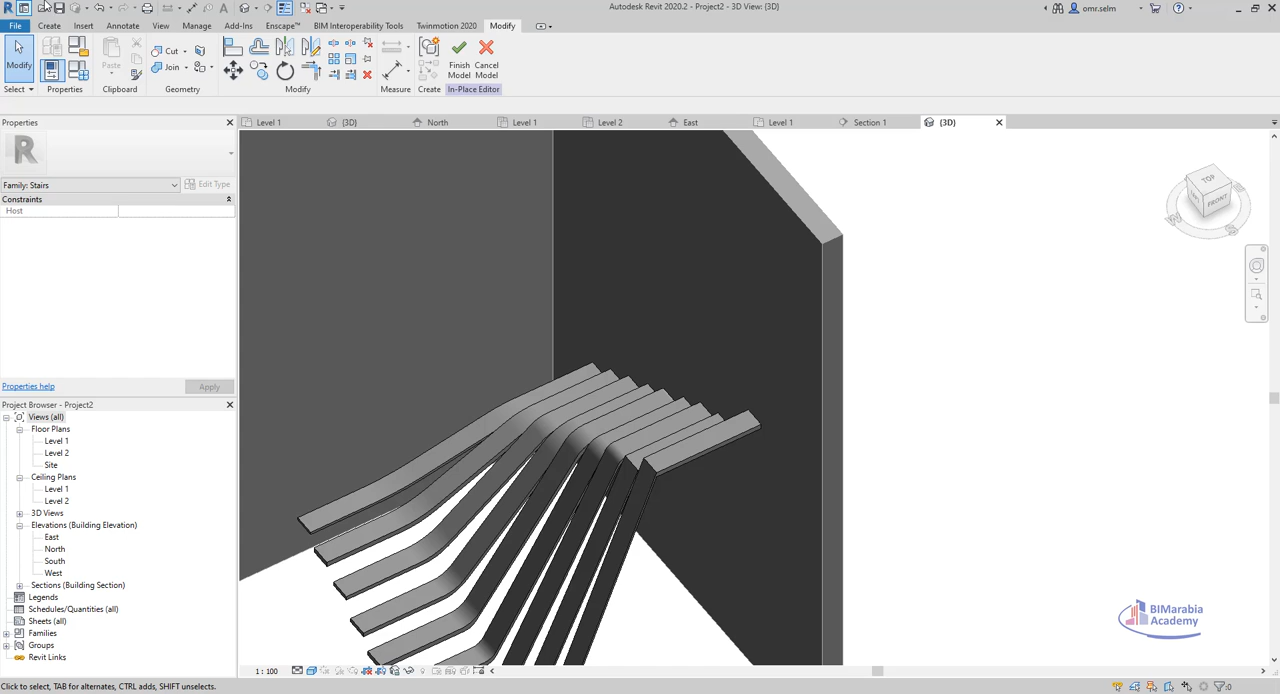 Autodesk Revit 2020.2 - Project2 - 3D View: {3D}
omr.selm
File Create Insert Annotate View Manage Add-Ins Enscape™ BIM Interoperability Tools Twinmotion 2020 Modify
Modify
Paste
Cut
Join
Finish Model
Cancel Model
Select Properties Clipboard Geometry Modify Measure Create In-Place Editor
Properties
Level 1 {3D} North Level 1 Level 2 East Level 1 Section 1 {3D}
Family: Stairs
Edit Type
Constraints
Host
Properties help
Apply
Project Browser - Project2
Views (all)
Floor Plans
Level 1
Level 2
Site
Ceiling Plans
Level 1
Level 2
3D Views
Elevations (Building Elevation)
East
North
South
West
Sections (Building Section)
Legends
Schedules/Quantities (all)
Sheets (all)
Families
Groups
Revit Links
TOP
FRONT
LEFT
W
S
BIMarabia
Academy
1 : 100
Click to select, TAB for alternates, CTRL adds, SHIFT unselects.
:0